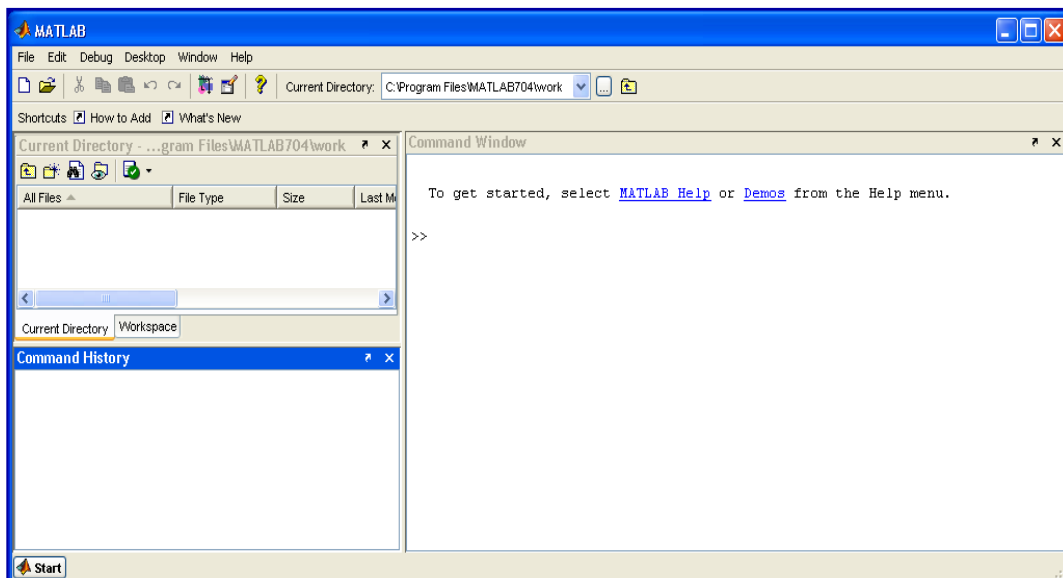 MATLAB
File Edit Debug Desktop Window Help
Current Directory: C:\Program Files\MATLAB704\work
Shortcuts How to Add What's New
Current Directory - ...gram Files\MATLAB704\work
All Files File Type Size Last Mo
Current Directory Workspace
Command History
Command Window
To get started, select MATLAB Help or Demos from the Help menu.
>>
Start